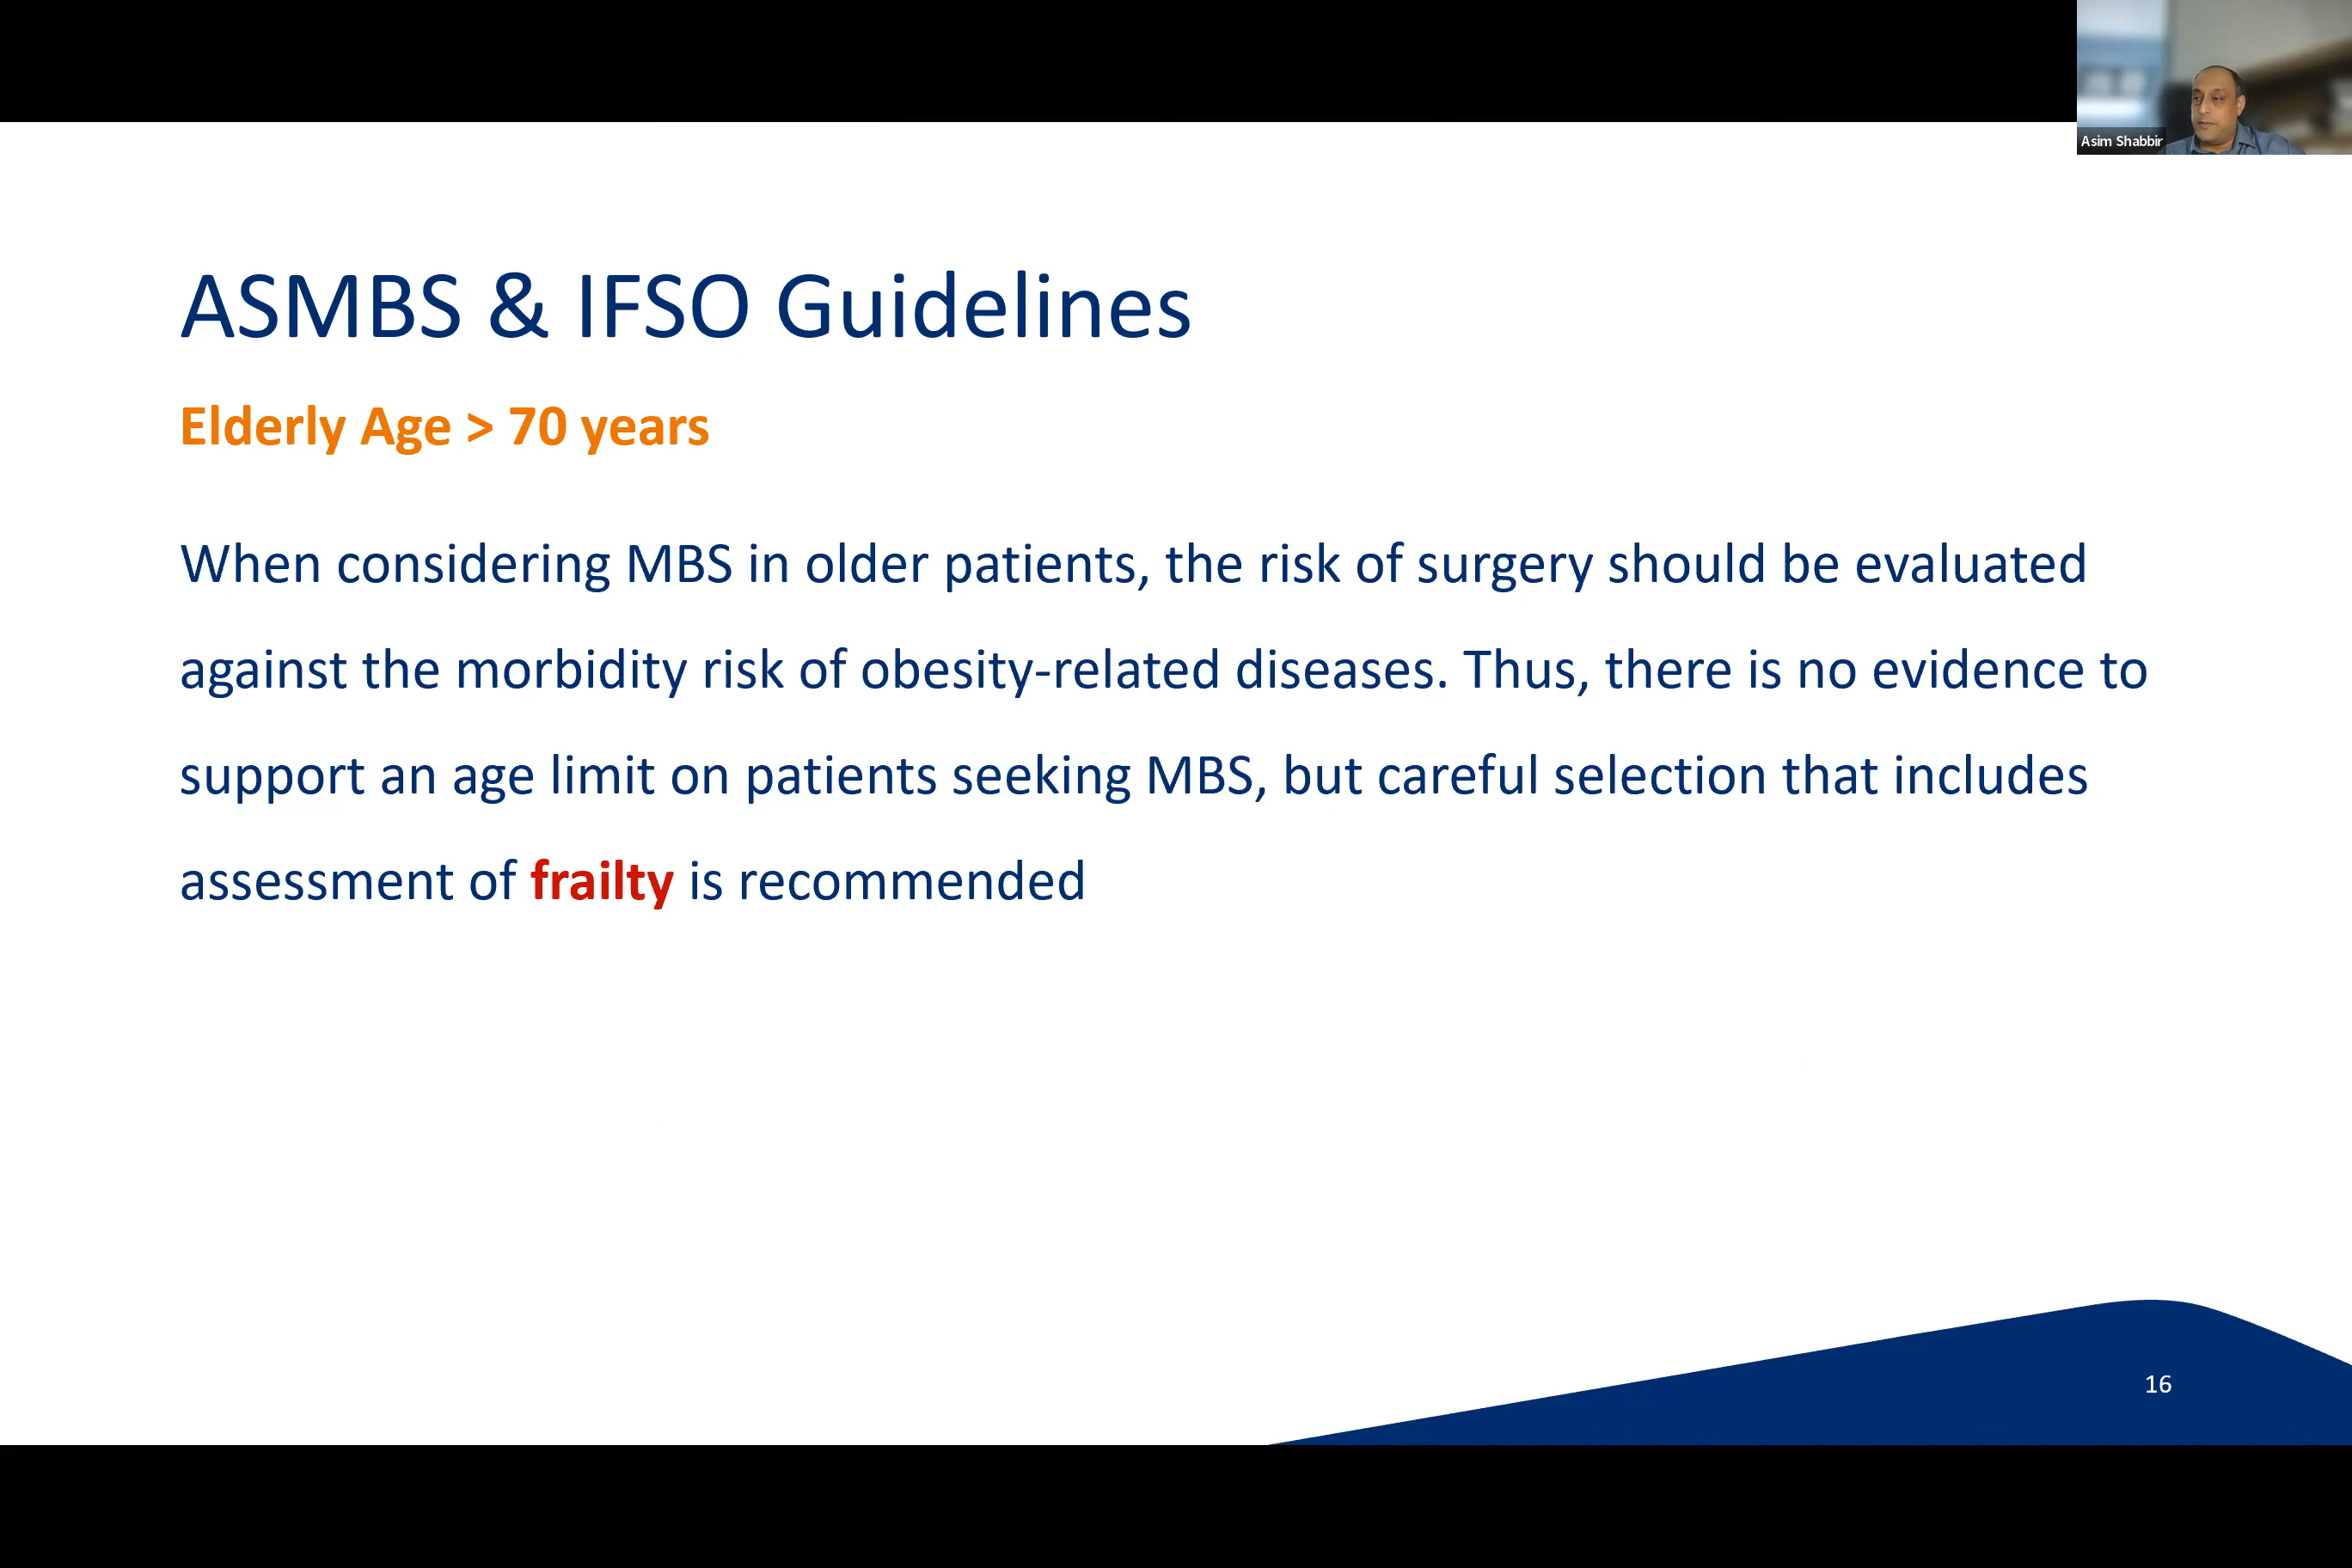 Asim Shabbir
ASMBS & IFSO Guidelines
Elderly Age > 70 years
When considering MBS in older patients, the risk of surgery should be evaluated
against the morbidity risk of obesity-related diseases. Thus, there is no evidence to
support an age limit on patients seeking MBS, but careful selection that includes
assessment of frailty is recommended
16